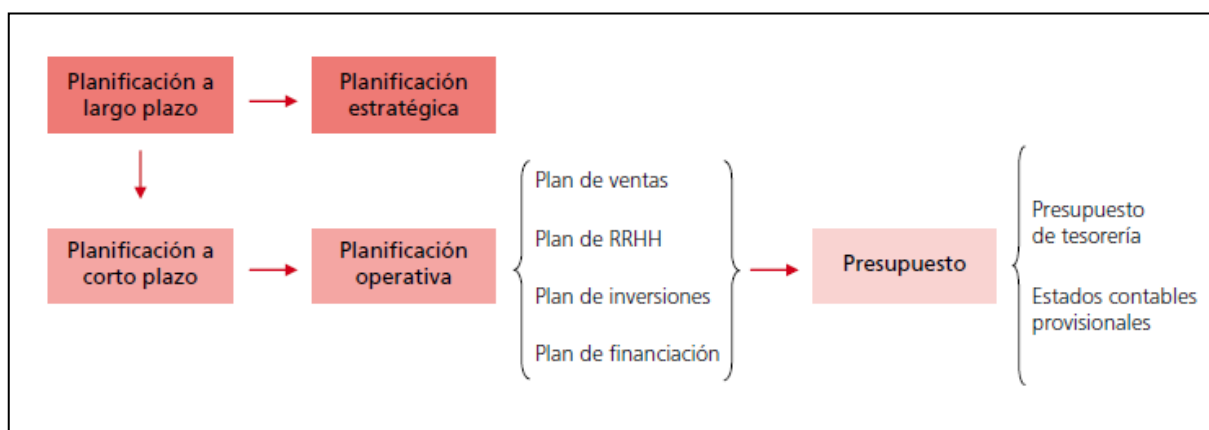 Planificación a
largo plazo
Planificación
estratégica
Planificación a
corto plazo
Planificación
operativa
Plan de ventas
Plan de RRHH
Plan de inversiones
Plan de financiación
Presupuesto
Presupuesto
de tesorería
Estados contables
provisionales